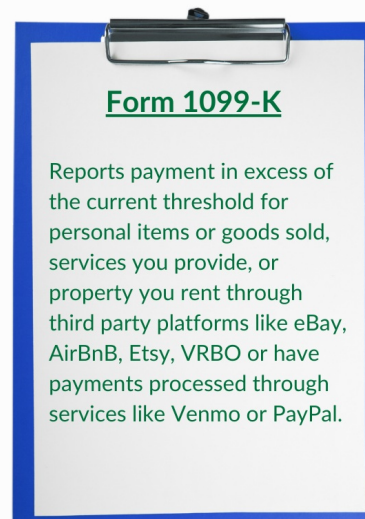 Form 1099-K
Reports payment in excess of
the current threshold for
personal items or goods sold,
services you provide, or
property you rent through
third party platforms like eBay,
AirBnB, Etsy, VRBO or have
payments processed through
services like Venmo or PayPal.